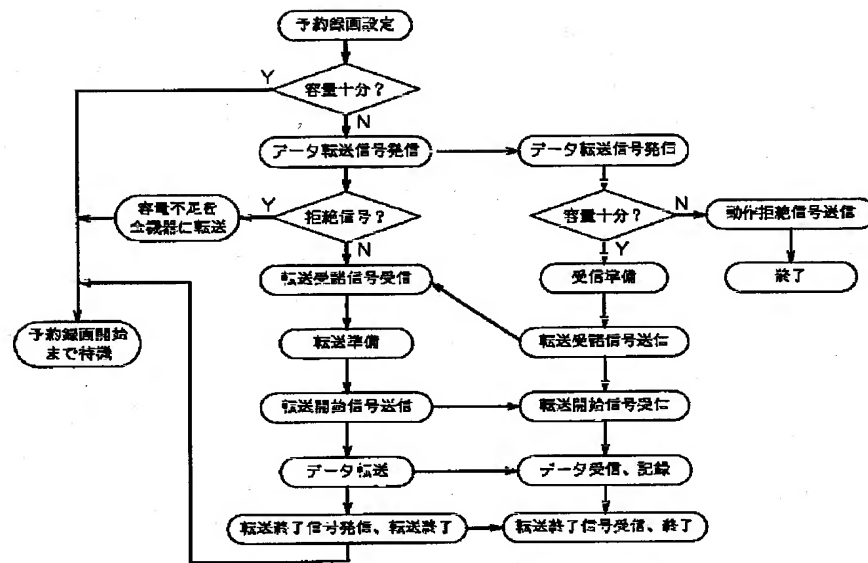 予約録画設定
Y
容量十分?
N
データ転送信号発信
データ転送信号発信
Y
容量不足を
全機器に転送
拒絶信号?
N
容量十分?
N
動作拒絶信号送信
Y
転送受諾信号受信
受信準備
終了
予約録画開始
まで待機
転送準備
転送受諾信号送信
転送開始信号送信
転送開始信号受信
データ転送
データ受信、記録
転送終了信号発信、転送終了
転送終了信号受信、終了